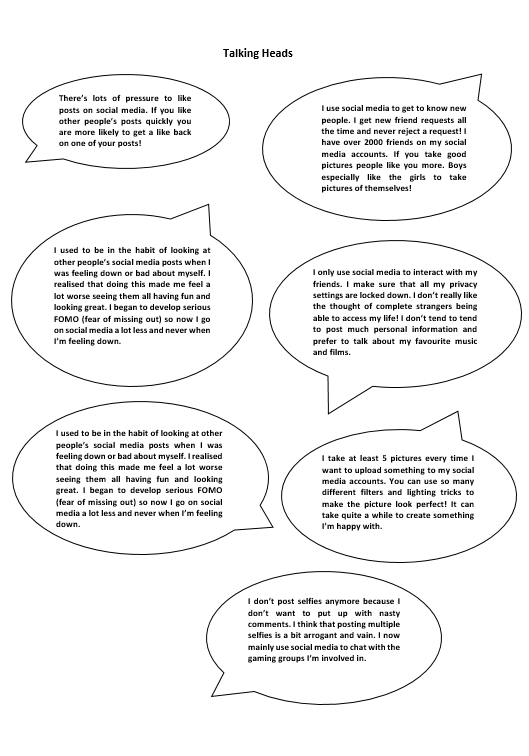 Talking Heads
There's lots of pressure to like
posts on social media. If you like
other people's posts quickly you
are more likely to get a like back
on one of your posts!
I use social media to get to know new
people. I get new friend requests all
the time and never reject a request! I
have over 2000 friends on my social
media accounts. If you take good
pictures people like you more. Boys
especially like the girls to take
pictures of themselves!
I used to be in the habit of looking at
other people's social media posts when I
was feeling down or bad about myself. I
realised that doing this made me feel a
lot worse seeing them all having fun and
looking great. I began to develop serious
FOMO (fear of missing out) so now I go
on social media a lot less and never when
I'm feeling down.
I only use social media to interact with my
friends. I make sure that all my privacy
settings are locked down. I don't really like
the thought of complete strangers being
able to access my life! I don't tend to tend
to post much personal information and
prefer to talk about my favourite music
and films.
I used to be in the habit of looking at other
people's social media posts when I was
feeling down or bad about myself. I realised
that doing this made me feel a lot worse
seeing them all having fun and looking
great. I began to develop serious FOMO
(fear of missing out) so now I go on social
media a lot less and never when I'm feeling
down.
I take at least 5 pictures every time I
want to upload something to my social
media accounts. You can use so many
different filters and lighting tricks to
make the picture look perfect! It can
take quite a while to create something
I'm happy with.
I don't post selfies anymore because I
don't want to put up with nasty
comments. I think that posting multiple
selfies is a bit arrogant and vain. I now
mainly use social media to chat with the
gaming groups I'm involved in.